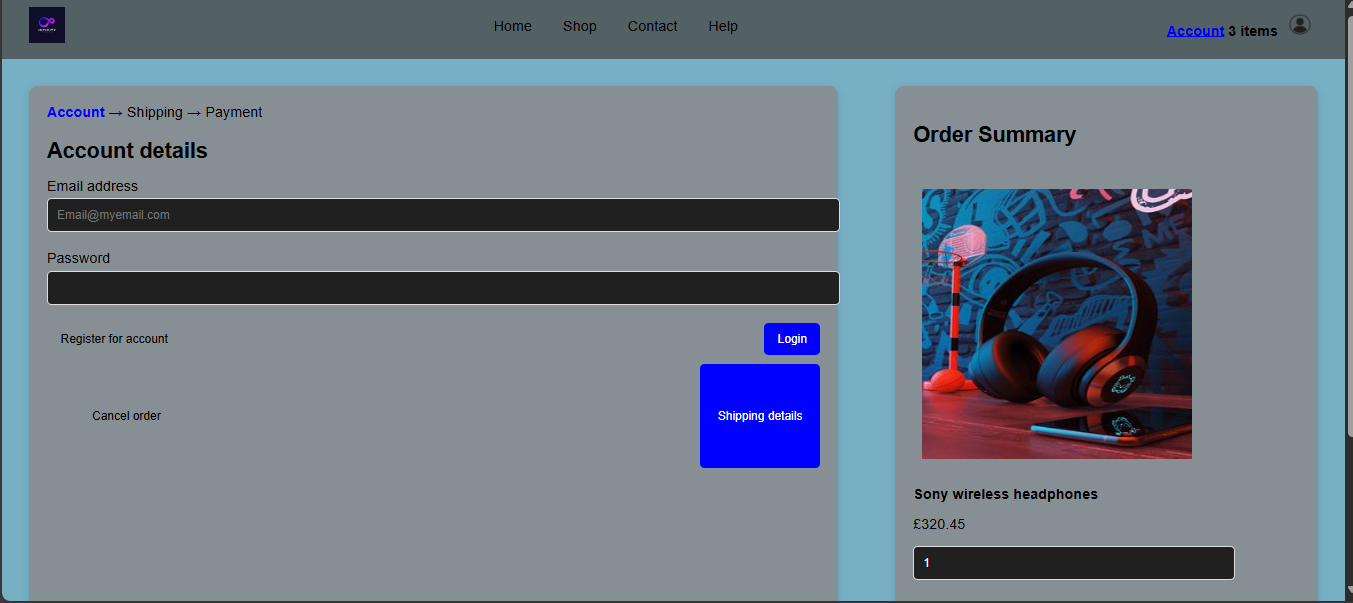 Home Shop Contact Help
Account 3 items
Account → Shipping → Payment
Account details
Email address
Email@myemail.com
Password
Register for account
Login
Cancel order
Shipping details
Order Summary
Sony wireless headphones
£320.45
1